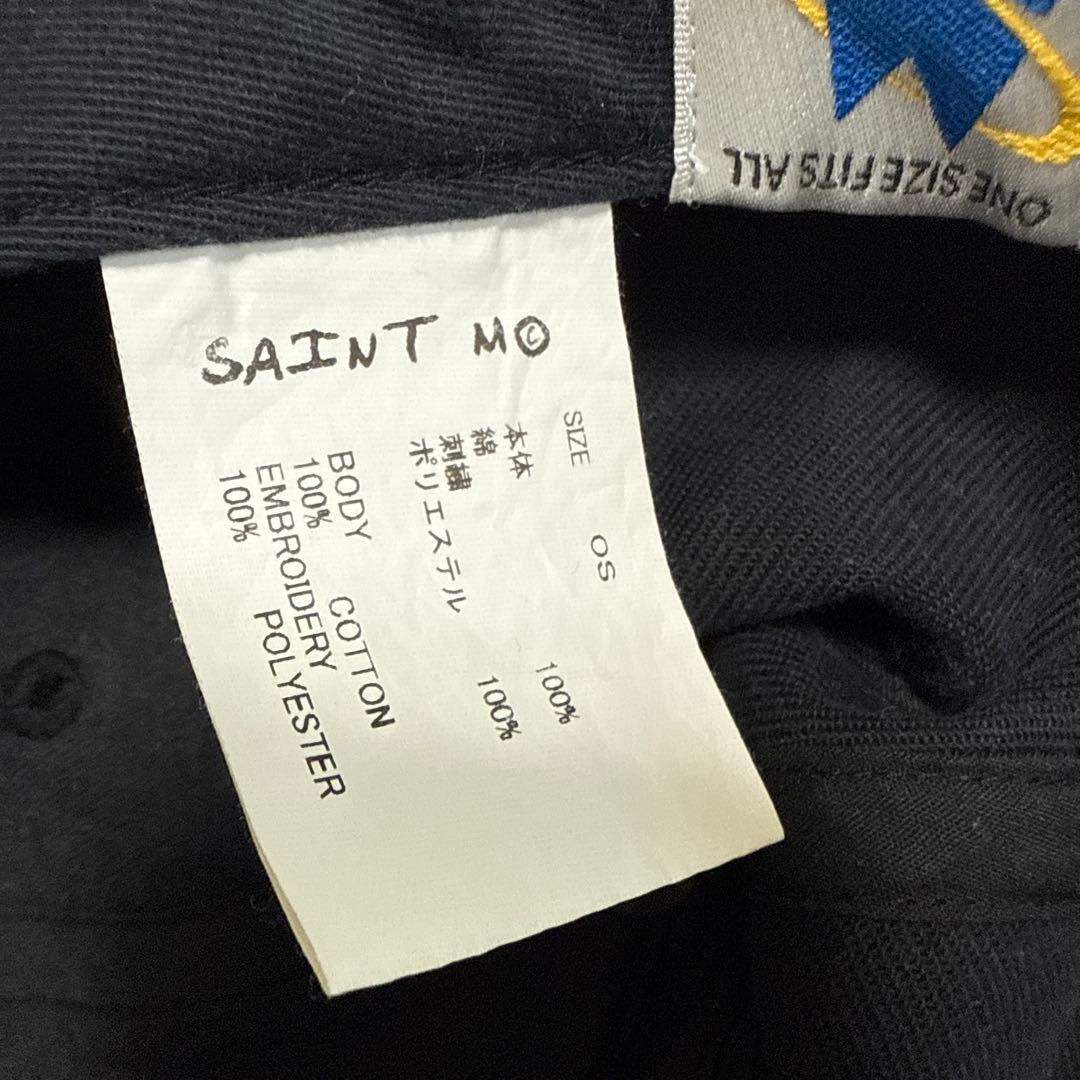 ONE SIZE FITS ALL
SAINT M©
SIZE OS
本体
綿 100%
刺繍
ポリエステル 100%
BODY COTTON
100%
EMBROIDERY POLYESTER
100%